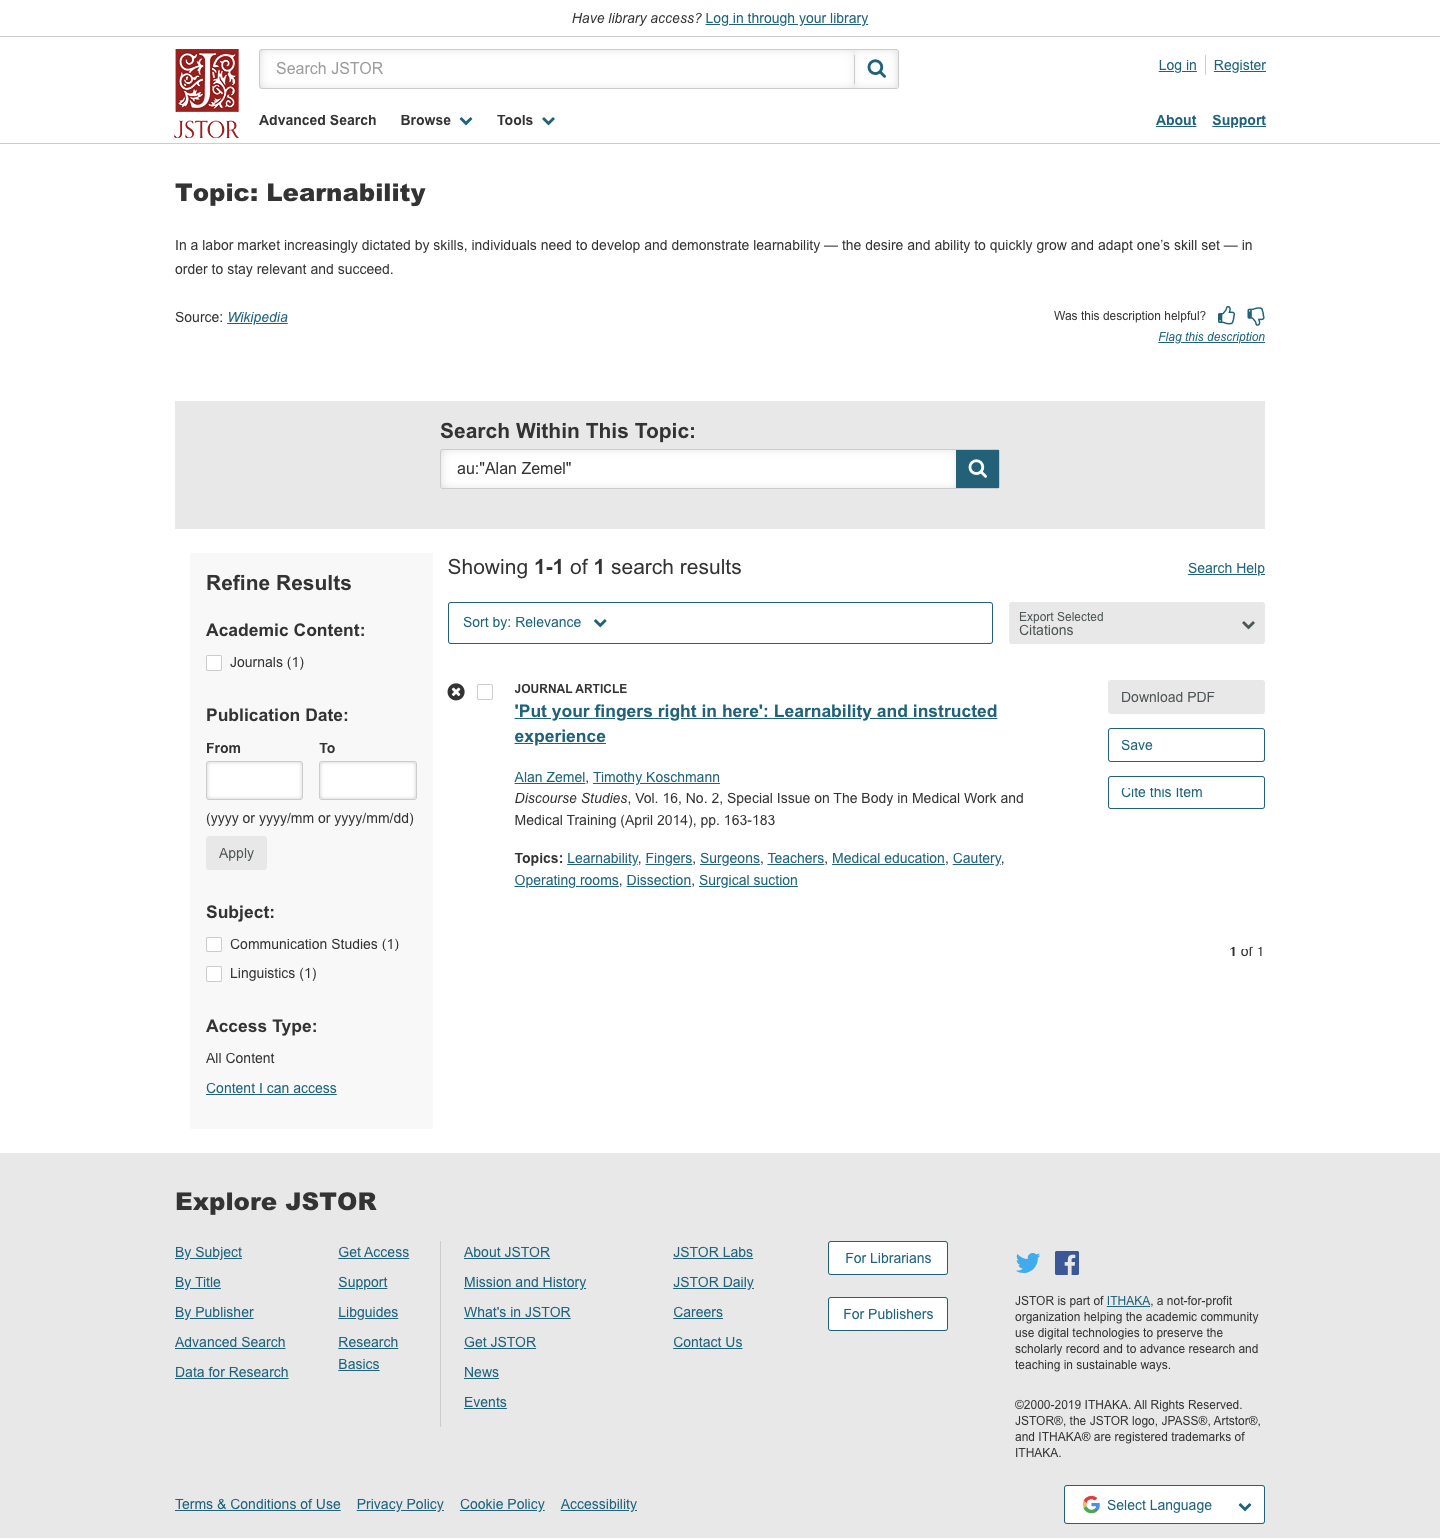 Have library access? Log in through your library
Search JSTOR
Log in
Register
JSTOR
Advanced Search
Browse
Tools
About
Support
Topic: Learnability
In a labor market increasingly dictated by skills, individuals need to develop and demonstrate learnability — the desire and ability to quickly grow and adapt one's skill set — in
order to stay relevant and succeed.
Source: Wikipedia
Was this description helpful?
Flag this description
Search Within This Topic:
au:"Alan Zemel"
Refine Results
Academic Content:
Journals (1)
Publication Date:
From
To
(yyyy or yyyy/mm or yyyy/mm/dd)
Apply
Subject:
Communication Studies (1)
Linguistics (1)
Access Type:
All Content
Content I can access
Showing 1-1 of 1 search results
Search Help
Sort by: Relevance
Export Selected
Citations
JOURNAL ARTICLE
'Put your fingers right in here': Learnability and instructed
experience
Alan Zemel, Timothy Koschmann
Discourse Studies, Vol. 16, No. 2, Special Issue on The Body in Medical Work and
Medical Training (April 2014), pp. 163-183
Topics: Learnability, Fingers, Surgeons, Teachers, Medical education, Cautery,
Operating rooms, Dissection, Surgical suction
Download PDF
Save
Cite this Item
1 of 1
Explore JSTOR
By Subject
By Title
By Publisher
Advanced Search
Data for Research
Get Access
Support
Libguides
Research
Basics
About JSTOR
Mission and History
What's in JSTOR
Get JSTOR
News
Events
JSTOR Labs
JSTOR Daily
Careers
Contact Us
For Librarians
For Publishers
JSTOR is part of ITHAKA, a not-for-profit
organization helping the academic community
use digital technologies to preserve the
scholarly record and to advance research and
teaching in sustainable ways.
©2000-2019 ITHAKA. All Rights Reserved.
JSTOR®, the JSTOR logo, JPASS®, Artstor®,
and ITHAKA® are registered trademarks of
ITHAKA.
Terms & Conditions of Use
Privacy Policy
Cookie Policy
Accessibility
Select Language